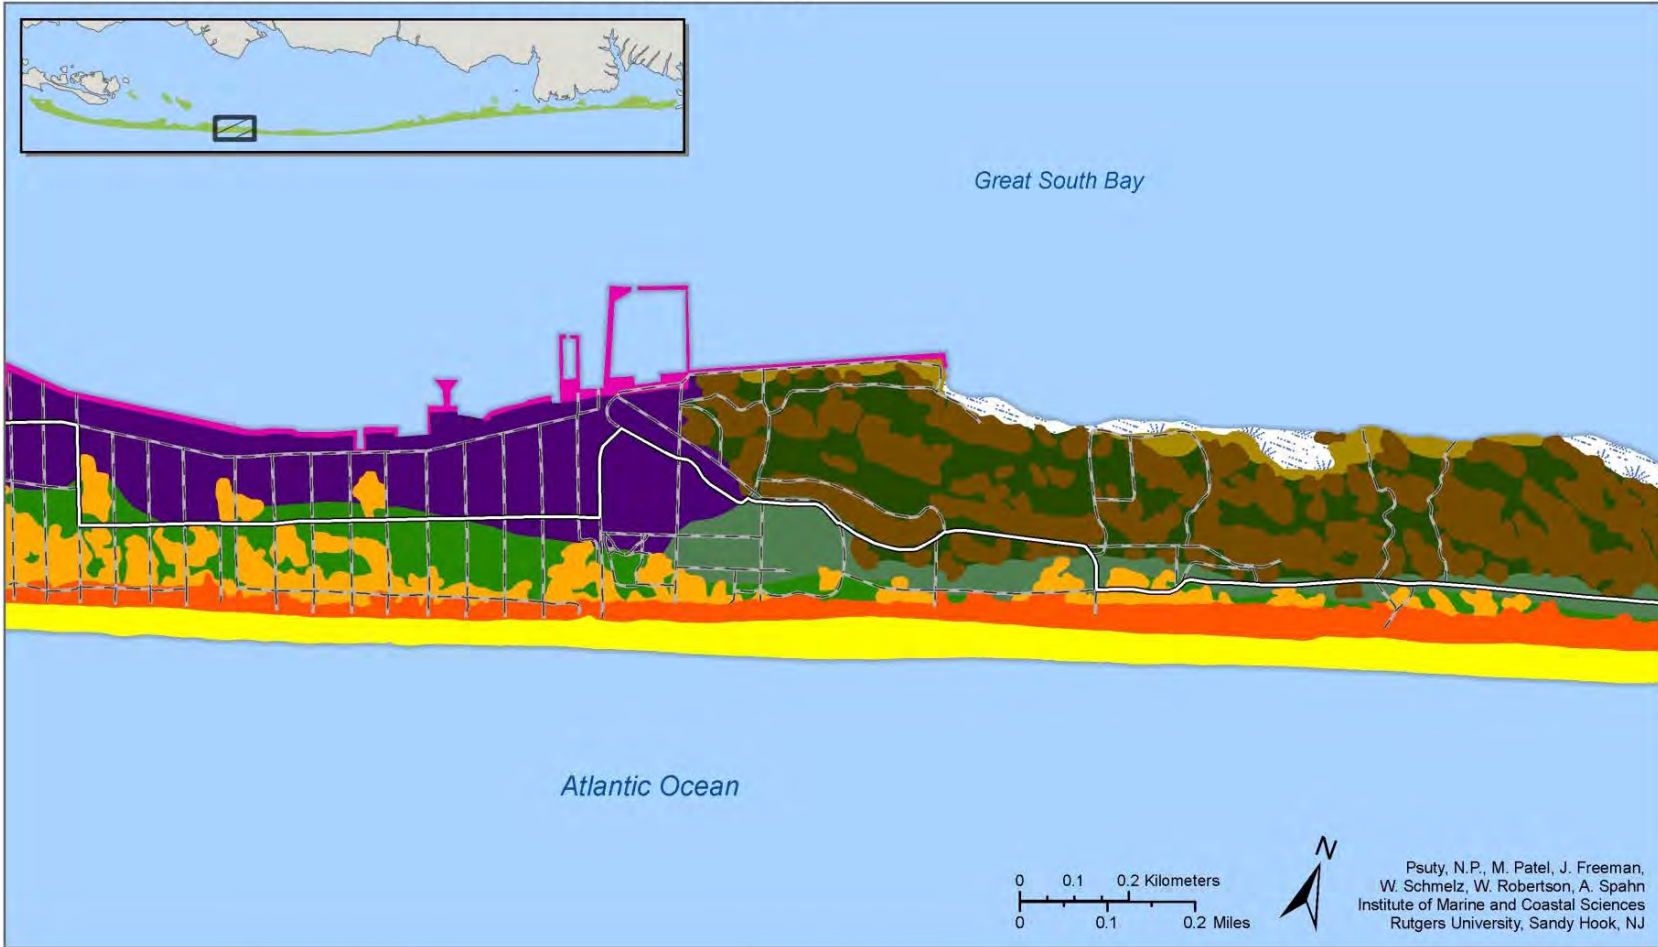 Great South Bay
Atlantic Ocean
0 0.1 0.2 Kilometers
0 0.1 0.2 Miles
N
Psuty, N.P., M. Patel, J. Freeman,
W. Schmelz, W. Robertson, A. Spahn
Institute of Marine and Coastal Sciences
Rutgers University, Sandy Hook, NJ